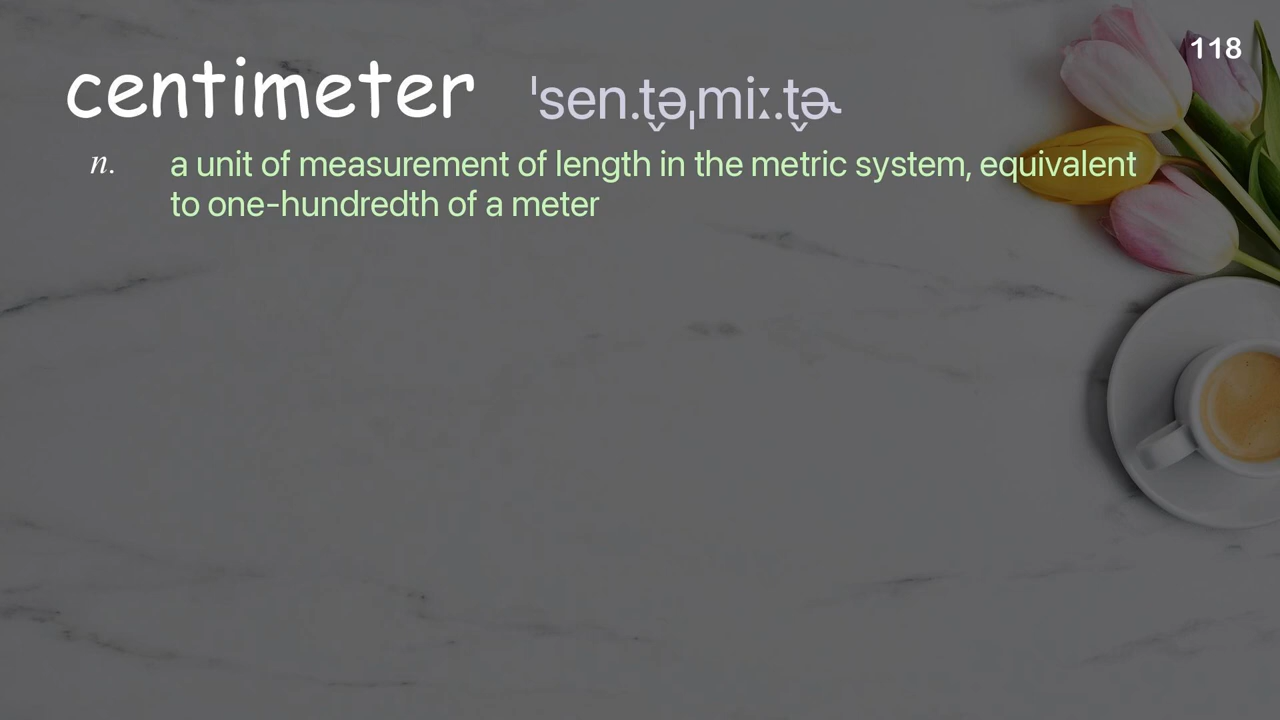 118
centimeter ˈsen.t̬əˌmiː.t̬ɚ
n. a unit of measurement of length in the metric system, equivalent
to one-hundredth of a meter